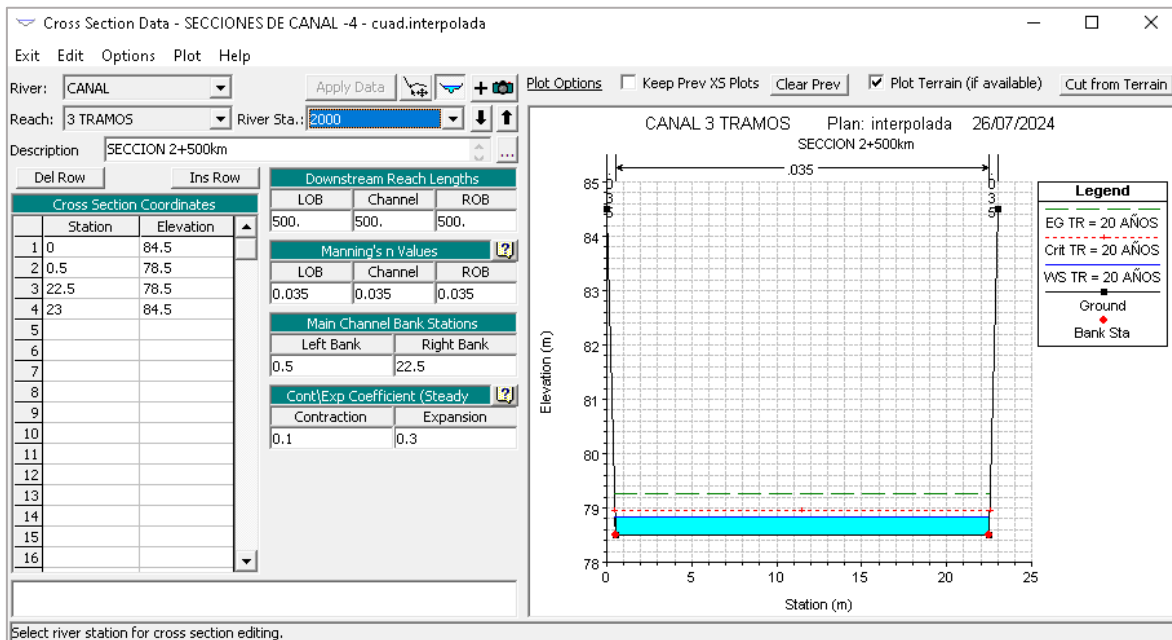 Cross Section Data - SECCIONES DE CANAL -4 - cuad.interpolada
Exit Edit Options Plot Help
River: CANAL Apply Data
Reach: 3 TRAMOS River Sta.: 2000
Description SECCION 2+500km ...
Del Row Ins Row
Cross Section Coordinates
Station Elevation
1 0 84.5
2 0.5 78.5
3 22.5 78.5
4 23 84.5
5
6
7
8
9
10
11
12
13
14
15
16
Downstream Reach Lengths
LOB Channel ROB
500. 500. 500.
Manning's n Values
LOB Channel ROB
0.035 0.035 0.035
Main Channel Bank Stations
Left Bank Right Bank
0.5 22.5
Cont\Exp Coefficient (Steady
Contraction Expansion
0.1 0.3
Plot Options Keep Prev XS Plots Clear Prev Plot Terrain (if available) Cut from Terrain
CANAL 3 TRAMOS Plan: interpolada 26/07/2024
SECCION 2+500km
.035 .035 .035
85
84
83
82
81
80
79
78
Elevation (m)
0 5 10 15 20 25
Station (m)
Legend
EG TR = 20 AÑOS
Crit TR = 20 AÑOS
WS TR = 20 AÑOS
Ground
Bank Sta
Select river station for cross section editing.